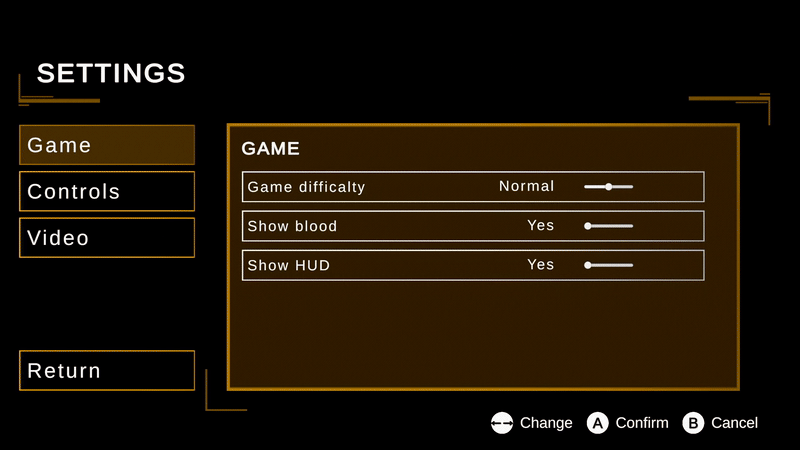 SETTINGS
Game
Controls
Video
Return
GAME
Game difficalty Normal
Show blood Yes
Show HUD Yes
Change A Confirm B Cancel